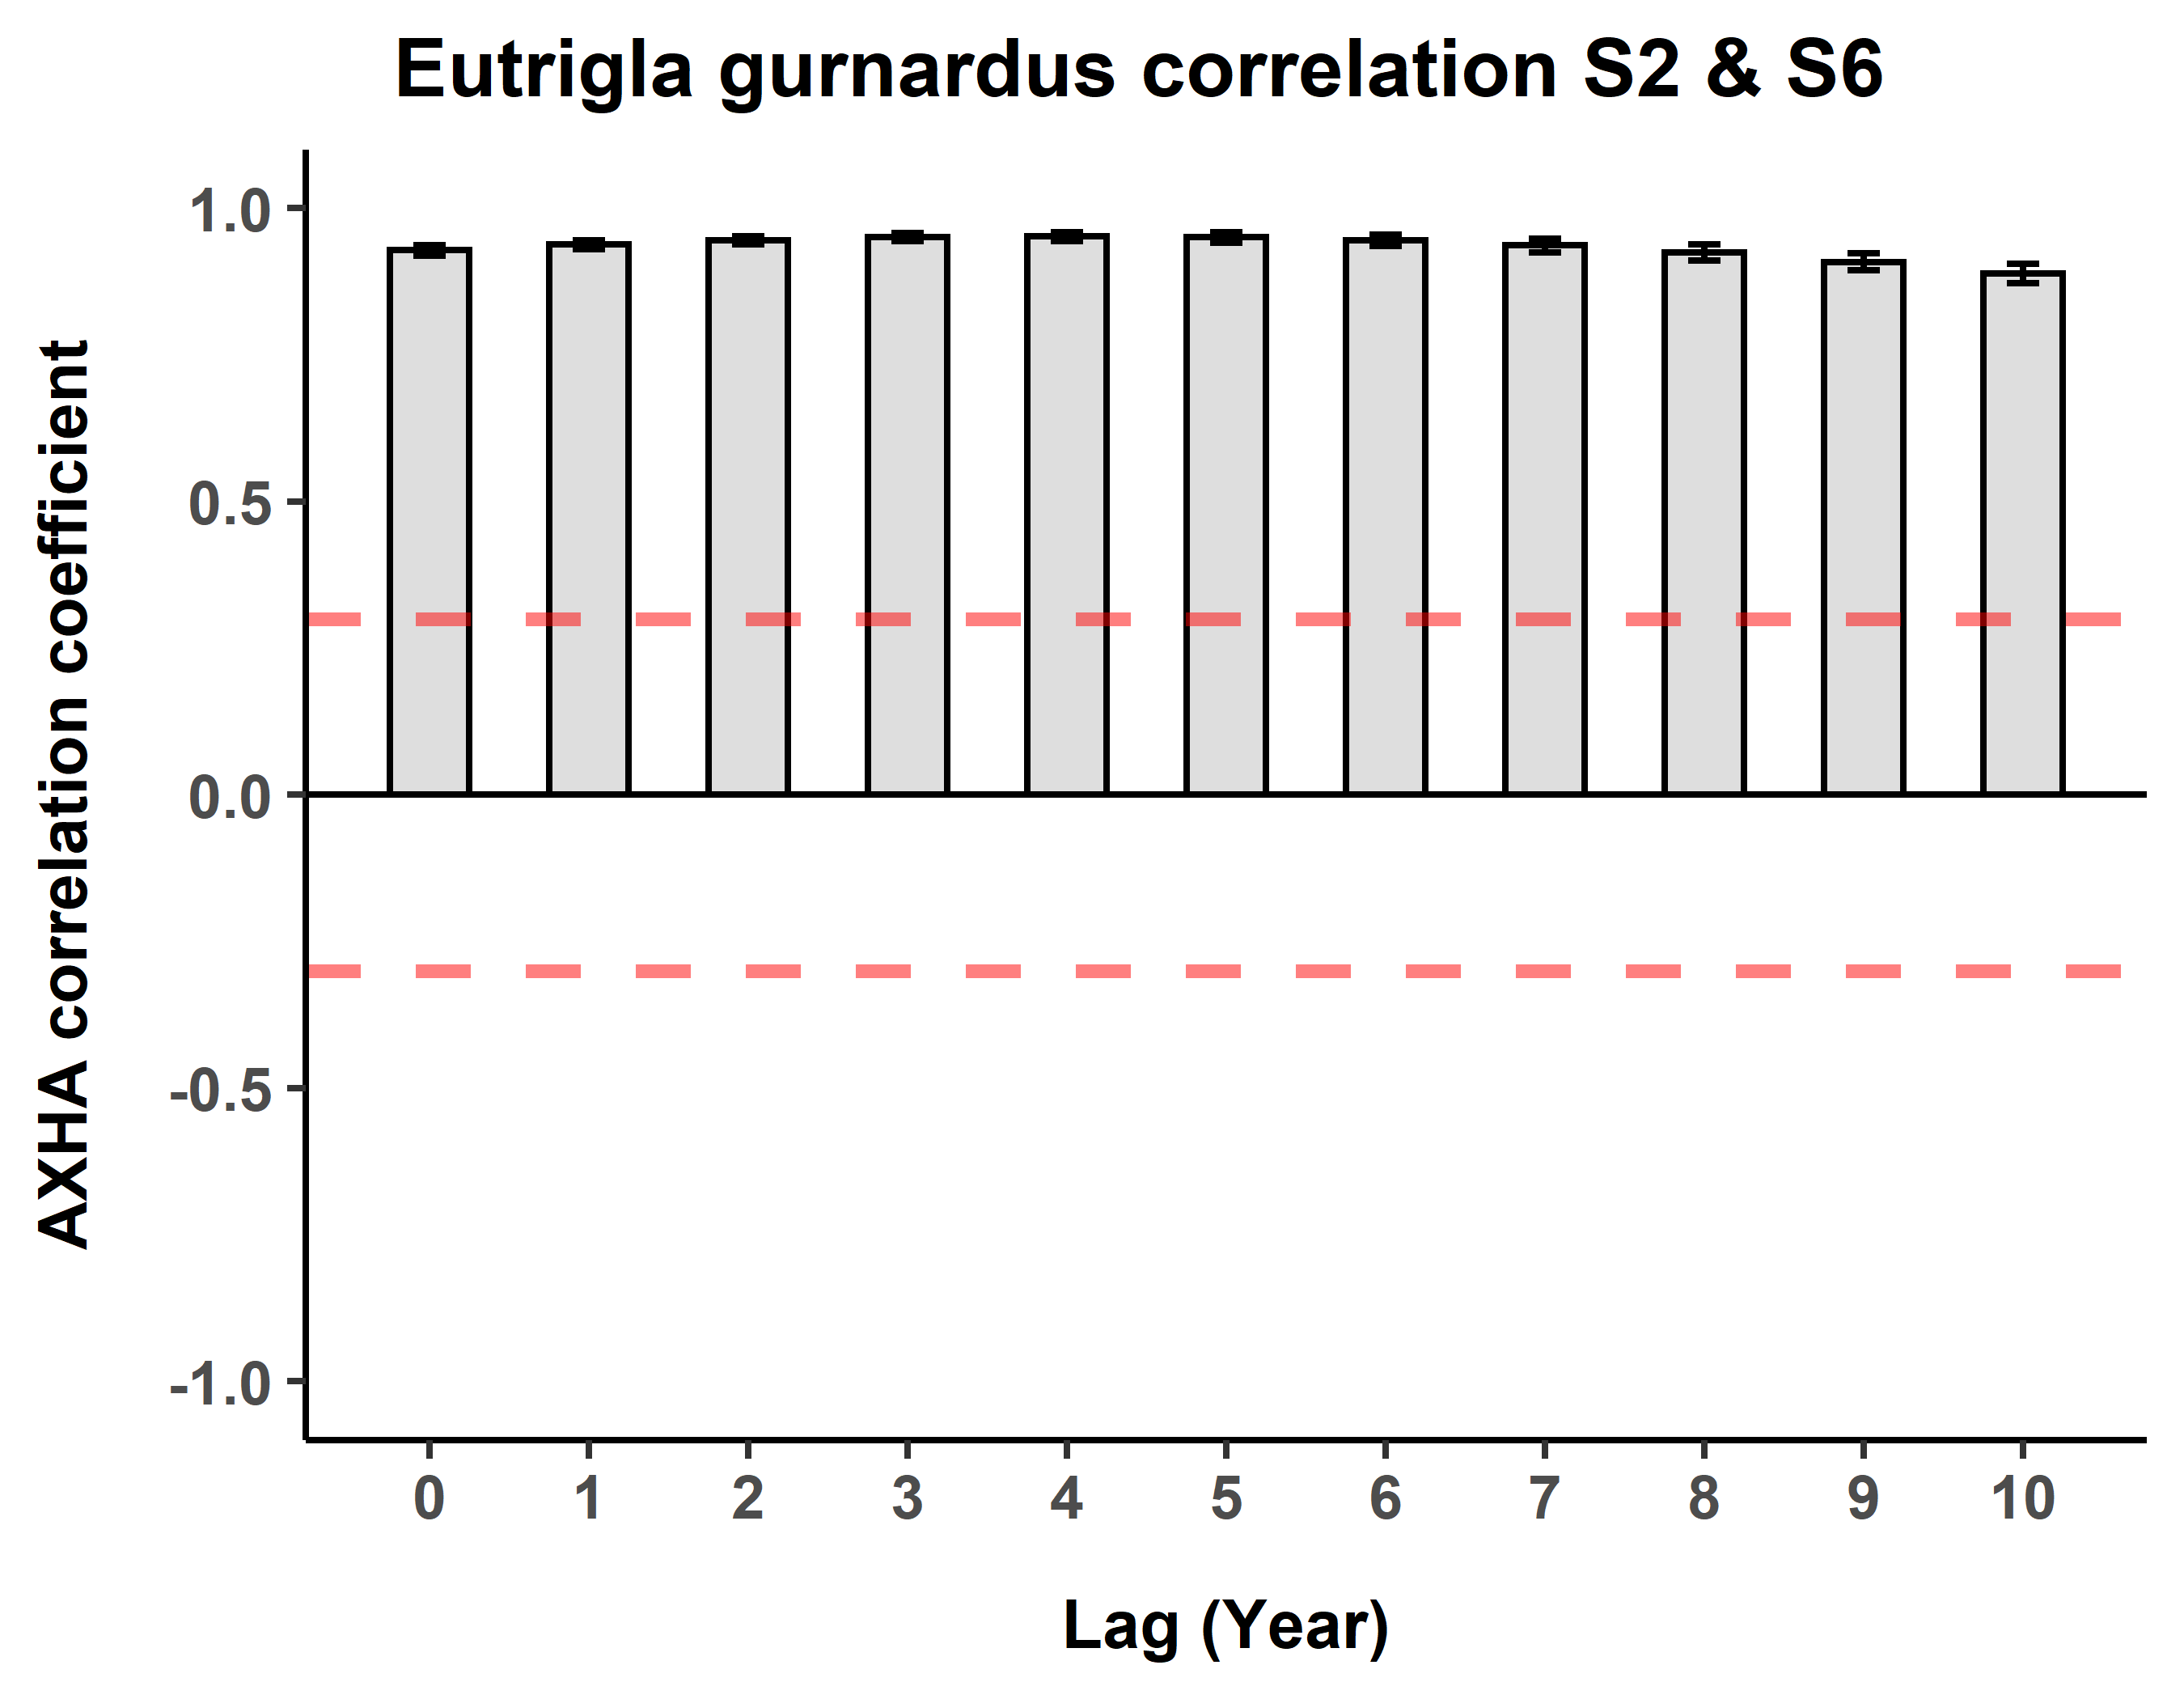 Eutrigla gurnardus correlation S2 & S6
AXHA correlation coefficient
1.0
0.5
0.0
-0.5
-1.0
0 1 2 3 4 5 6 7 8 9 10
Lag (Year)